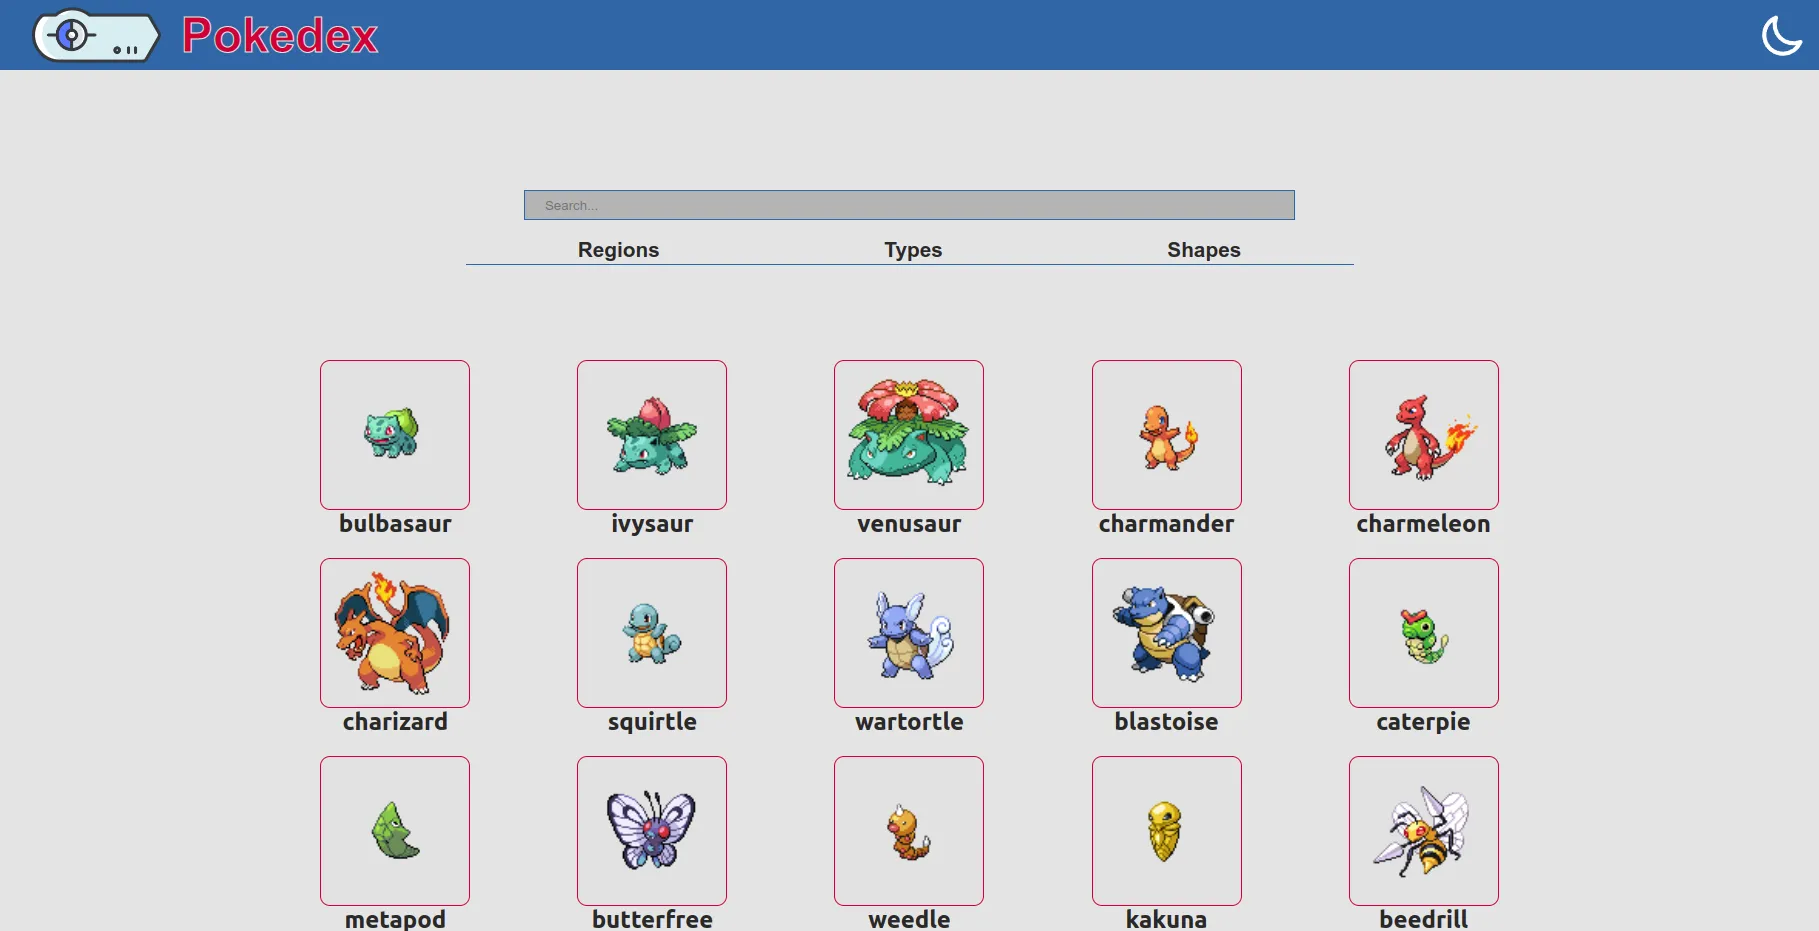 Pokedex
Search...
Regions Types Shapes
bulbasaur ivysaur venusaur charmander charmeleon
charizard squirtle wartortle blastoise caterpie
metapod butterfree weedle kakuna beedrill